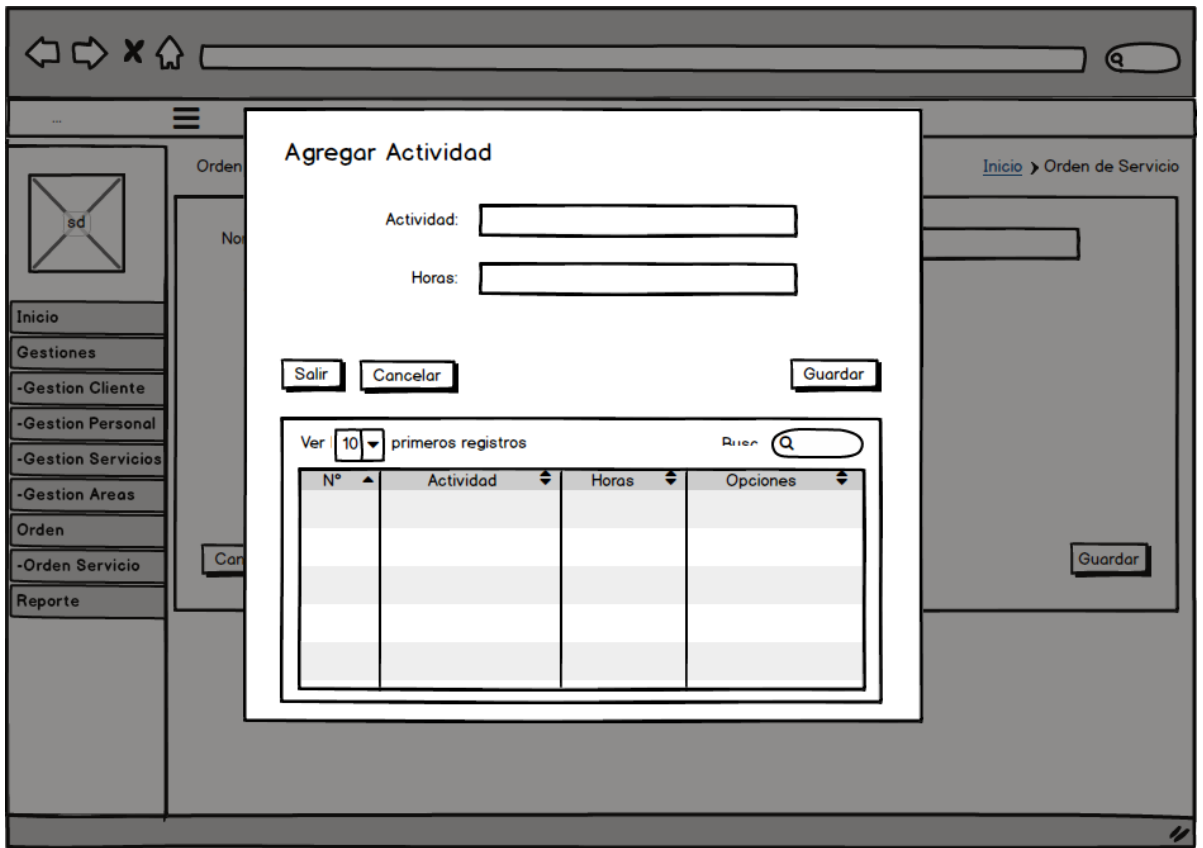 ...
Orden
Inicio > Orden de Servicio
sd
Inicio
Gestiones
-Gestion Cliente
-Gestion Personal
-Gestion Servicios
-Gestion Areas
Orden
-Orden Servicio
Reporte
Agregar Actividad
Actividad:
Horas:
Salir Cancelar Guardar
Ver 10 primeros registros
N° Actividad Horas Opciones
Guardar